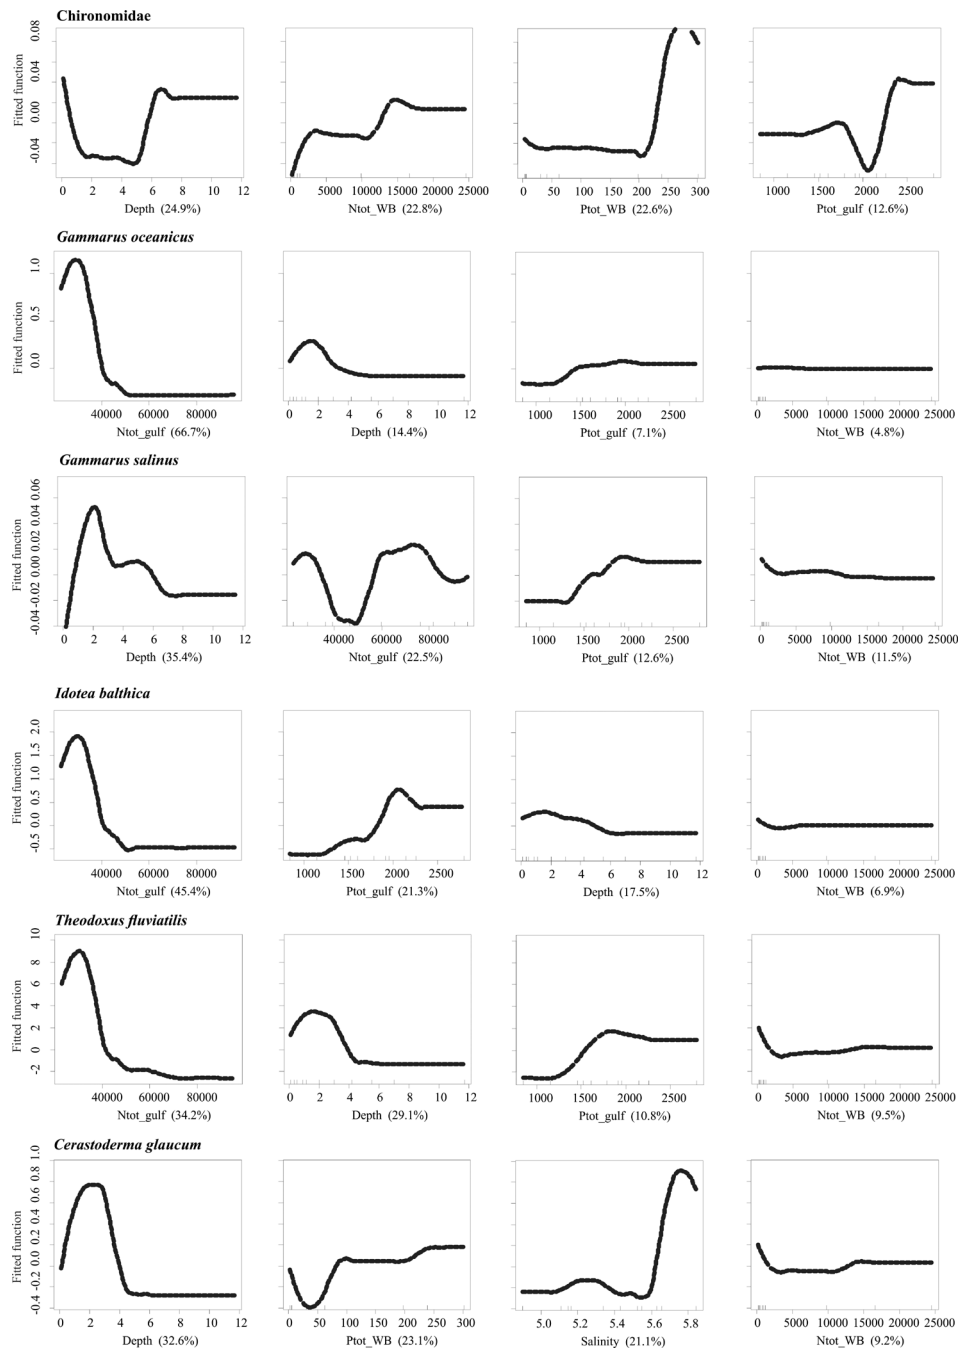 Chironomidae
Fitted function
-0.04 0.00 0.04 0.08
0 2 4 6 8 10 12
Depth (24.9%)
0 5000 10000 15000 20000 25000
Ntot_WB (22.8%)
0 50 100 150 200 250 300
Ptot_WB (22.6%)
1000 1500 2000 2500
Ptot_gulf (12.6%)
Gammarus oceanicus
Fitted function
0.0 0.5 1.0
40000 60000 80000
Ntot_gulf (66.7%)
0 2 4 6 8 10 12
Depth (14.4%)
1000 1500 2000 2500
Ptot_gulf (7.1%)
0 5000 10000 15000 20000 25000
Ntot_WB (4.8%)
Gammarus salinus
Fitted function
-0.04 -0.02 0.00 0.02 0.04 0.06
0 2 4 6 8 10 12
Depth (35.4%)
40000 60000 80000
Ntot_gulf (22.5%)
1000 1500 2000 2500
Ptot_gulf (12.6%)
0 5000 10000 15000 20000 25000
Ntot_WB (11.5%)
Idotea balthica
Fitted function
-0.5 0.0 0.5 1.0 1.5 2.0
40000 60000 80000
Ntot_gulf (45.4%)
1000 1500 2000 2500
Ptot_gulf (21.3%)
0 2 4 6 8 10 12
Depth (17.5%)
0 5000 10000 15000 20000 25000
Ntot_WB (6.9%)
Theodoxus fluviatilis
Fitted function
-2 0 2 4 6 8 10
40000 60000 80000
Ntot_gulf (34.2%)
0 2 4 6 8 10 12
Depth (29.1%)
1000 1500 2000 2500
Ptot_gulf (10.8%)
0 5000 10000 15000 20000 25000
Ntot_WB (9.5%)
Cerastoderma glaucum
Fitted function
-0.4 -0.2 0.0 0.2 0.4 0.6 0.8 1.0
0 2 4 6 8 10 12
Depth (32.6%)
0 50 100 150 200 300
Ptot_WB (23.1%)
5.0 5.2 5.4 5.6 5.8
Salinity (21.1%)
0 5000 10000 15000 20000 25000
Ntot_WB (9.2%)